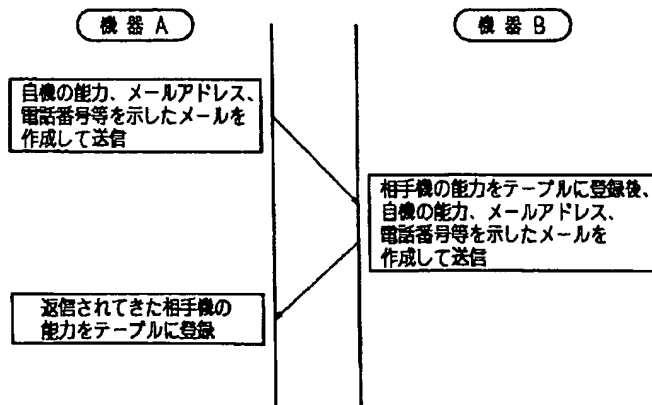 機器A
機器B
自機の能力、メールアドレス、
電話番号等を示したメールを
作成して送信
相手機の能力をテーブルに登録後、
自機の能力、メールアドレス、
電話番号等を示したメールを
作成して送信
返信されてきた相手機の
能力をテーブルに登録